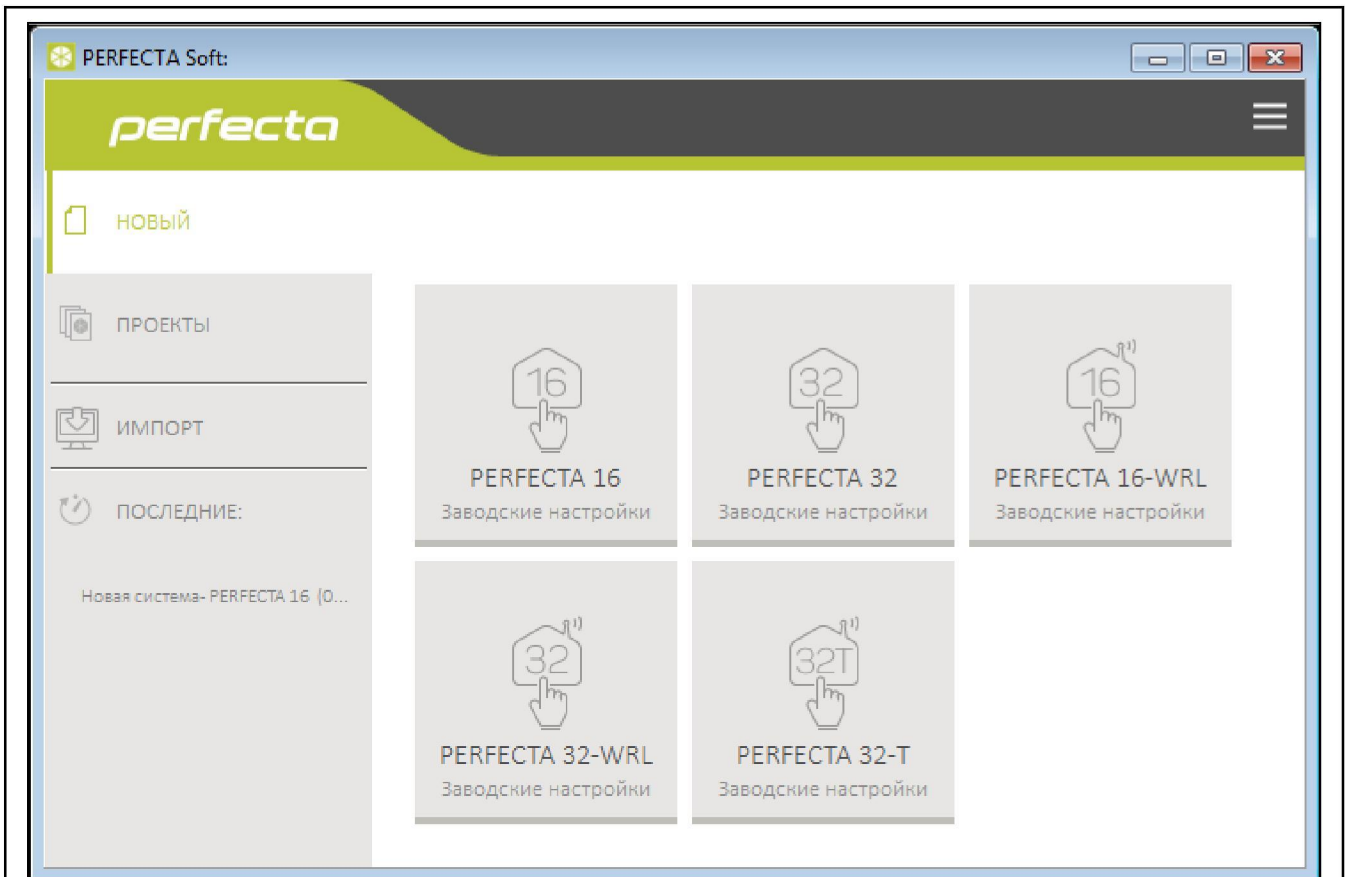 PERFECTA Soft:
perfecta
НОВЫЙ
ПРОЕКТЫ
ИМПОРТ
ПОСЛЕДНИЕ:
Новая система- PERFECTA 16 (0...
16
PERFECTA 16
Заводские настройки
32
PERFECTA 32
Заводские настройки
16
PERFECTA 16-WRL
Заводские настройки
32
PERFECTA 32-WRL
Заводские настройки
32T
PERFECTA 32-T
Заводские настройки